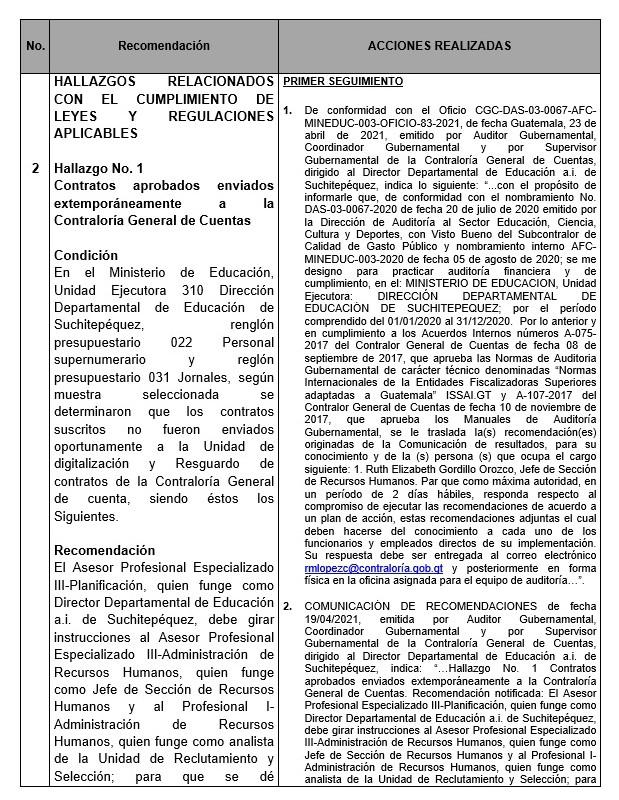 No.
Recomendación
ACCIONES REALIZADAS
HALLAZGOS RELACIONADOS
CON EL CUMPLIMIENTO DE
LEYES Y REGULACIONES
APLICABLES
2
Hallazgo No. 1
Contratos aprobados enviados
extemporáneamente a la
Contraloría General de Cuentas
Condición
En el Ministerio de Educación,
Unidad Ejecutora 310 Dirección
Departamental de Educación de
Suchitepéquez, renglón
presupuestario 022 Personal
supernumerario y reglón
presupuestario 031 Jornales, según
muestra seleccionada se
determinaron que los contratos
suscritos no fueron enviados
oportunamente a la Unidad de
digitalización y Resguardo de
contratos de la Contraloría General
de cuenta, siendo éstos los
Siguientes.
Recomendación
El Asesor Profesional Especializado
III-Planificación, quien funge como
Director Departamental de Educación
a.i. de Suchitepéquez, debe girar
instrucciones al Asesor Profesional
Especializado III-Administración de
Recursos Humanos, quien funge
como Jefe de Sección de Recursos
Humanos y al Profesional I-
Administración de Recursos
Humanos, quien funge como analista
de la Unidad de Reclutamiento y
Selección; para que se dé
PRIMER SEGUIMIENTO
1. De conformidad con el Oficio CGC-DAS-03-0067-AFC-
MINEDUC-003-OFICIO-83-2021, de fecha Guatemala, 23 de
abril de 2021, emitido por Auditor Gubernamental,
Coordinador Gubernamental y por Supervisor
Gubernamental de la Contraloría General de Cuentas,
dirigido al Director Departamental de Educación a.i. de
Suchitepéquez, indica lo siguiente: “...con el propósito de
informarle que, de conformidad con el nombramiento No.
DAS-03-0067-2020 de fecha 20 de julio de 2020 emitido por
la Dirección de Auditoría al Sector Educación, Ciencia,
Cultura y Deportes, con Visto Bueno del Subcontralor de
Calidad de Gasto Público y nombramiento interno AFC-
MINEDUC-003-2020 de fecha 05 de agosto de 2020; se me
designo para practicar auditoría financiera y de
cumplimiento, en el: MINISTERIO DE EDUCACION, Unidad
Ejecutora: DIRECCIÓN DEPARTAMENTAL DE
EDUCACIÓN DE SUCHITEPEQUEZ; por el período
comprendido del 01/01/2020 al 31/12/2020. Por lo anterior y
en cumplimiento a los Acuerdos Internos números A-075-
2017 del Contralor General de Cuentas de fecha 08 de
septiembre de 2017, que aprueba las Normas de Auditoria
Gubernamental de carácter técnico denominadas “Normas
Internacionales de la Entidades Fiscalizadoras Superiores
adaptadas a Guatemala” ISSAI.GT y A-107-2017 del
Contralor General de Cuentas de fecha 10 de noviembre de
2017, que aprueba los Manuales de Auditoría
Gubernamental, se le traslada la(s) recomendación(es)
originadas de la Comunicación de resultados, para su
conocimiento y de la (s) persona (s) que ocupa el cargo
siguiente: 1. Ruth Elizabeth Gordillo Orozco, Jefe de Sección
de Recursos Humanos. Par que como máxima autoridad, en
un período de 2 días hábiles, responda respecto al
compromiso de ejecutar las recomendaciones de acuerdo a
un plan de acción, estas recomendaciones adjuntas el cual
deben hacerse del conocimiento a cada uno de los
funcionarios y empleados directos de su implementación.
Su respuesta debe ser entregada al correo electrónico
rmlopezc@contraloría.gob.gt y posteriormente en forma
física en la oficina asignada para el equipo de auditoría…”.
2. COMUNICACIÓN DE RECOMENDACIONES de fecha
19/04/2021, emitida por Auditor Gubernamental,
Coordinador Gubernamental y por Supervisor
Gubernamental de la Contraloría General de Cuentas,
dirigido al Director Departamental de Educación a.i. de
Suchitepéquez, indica: “…Hallazgo No. 1 Contratos
aprobados enviados extemporáneamente a la Contraloría
General de Cuentas. Recomendación notificada: El Asesor
Profesional Especializado III-Planificación, quien funge como
Director Departamental de Educación a.i. de Suchitepéquez,
debe girar instrucciones al Asesor Profesional Especializado
III-Administración de Recursos Humanos, quien funge como
Jefe de Sección de Recursos Humanos y al Profesional I-
Administración de Recursos Humanos, quien funge como
analista de la Unidad de Reclutamiento y Selección; para